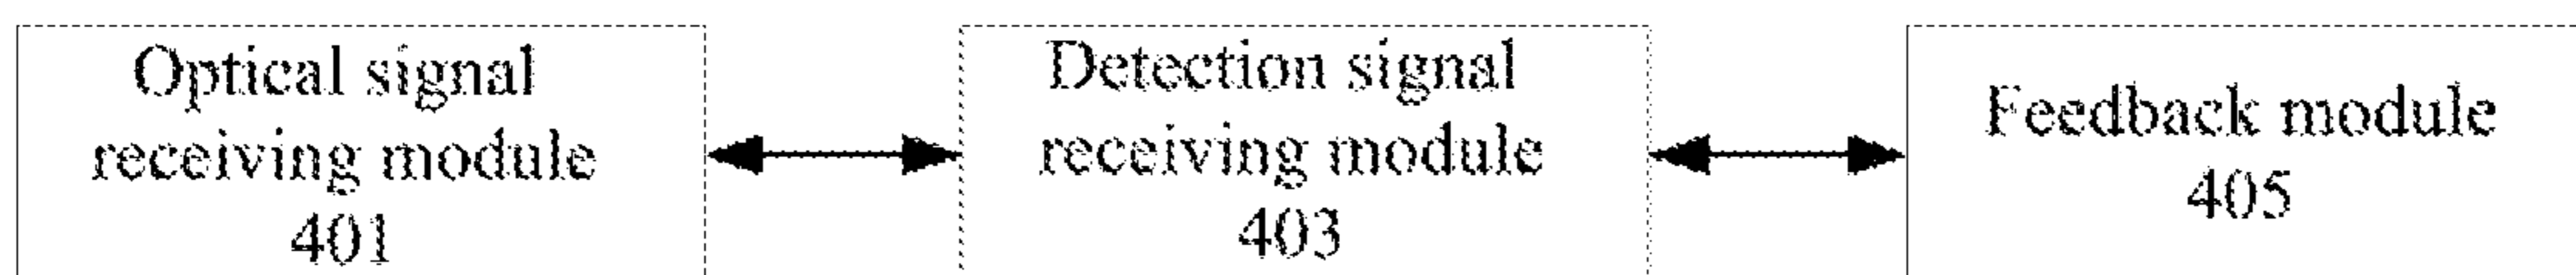 Optical signal
receiving module
401
Detection signal
receiving module
403
Feedback module
405